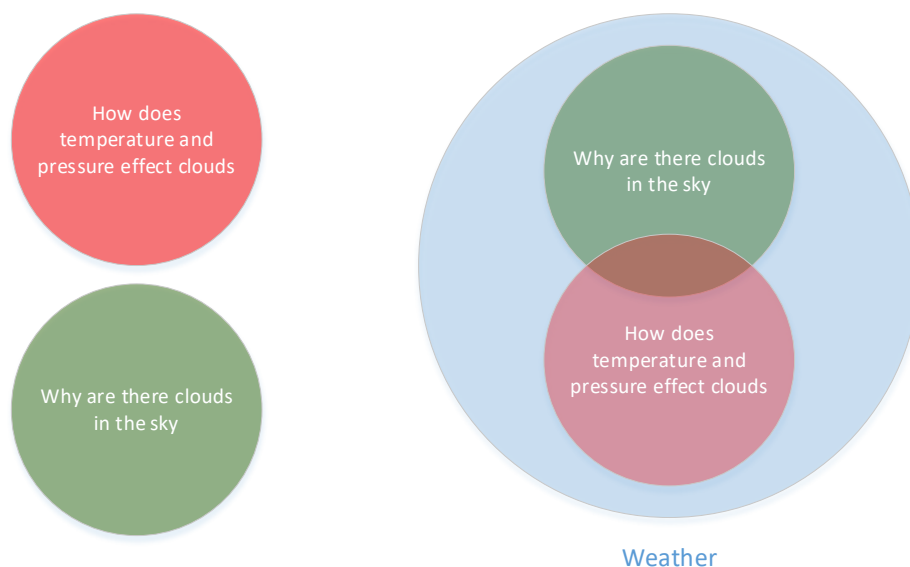 How does
temperature and
pressure effect clouds
Why are there clouds
in the sky
Why are there clouds
in the sky
How does
temperature and
pressure effect clouds
Weather